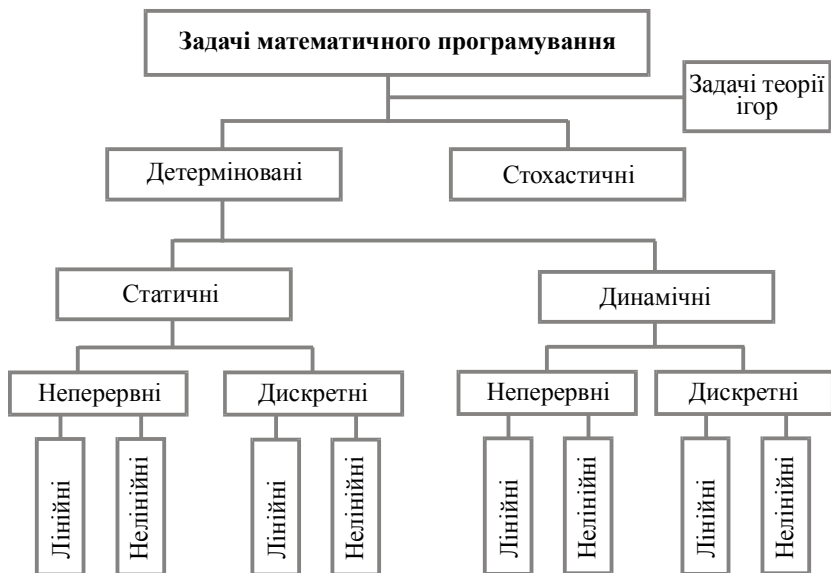 Задачі математичного програмування
Задачі теорії
ігор
Детерміновані
Стохастичні
Статичні
Динамічні
Неперервні
Дискретні
Неперервні
Дискретні
Лінійні
Нелінійні
Лінійні
Нелінійні
Лінійні
Нелінійні
Лінійні
Нелінійні